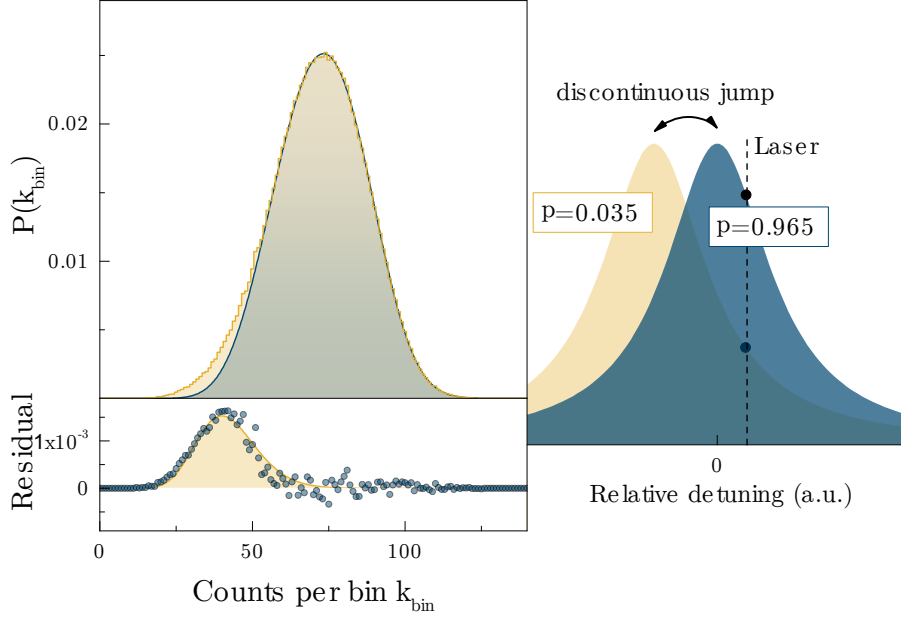 P(k_bin)
0.02
0.01
Residual
1x10^-3
0
0
50
100
Counts per bin k_bin
discontinuous jump
Laser
p=0.035
p=0.965
0
Relative detuning (a.u.)